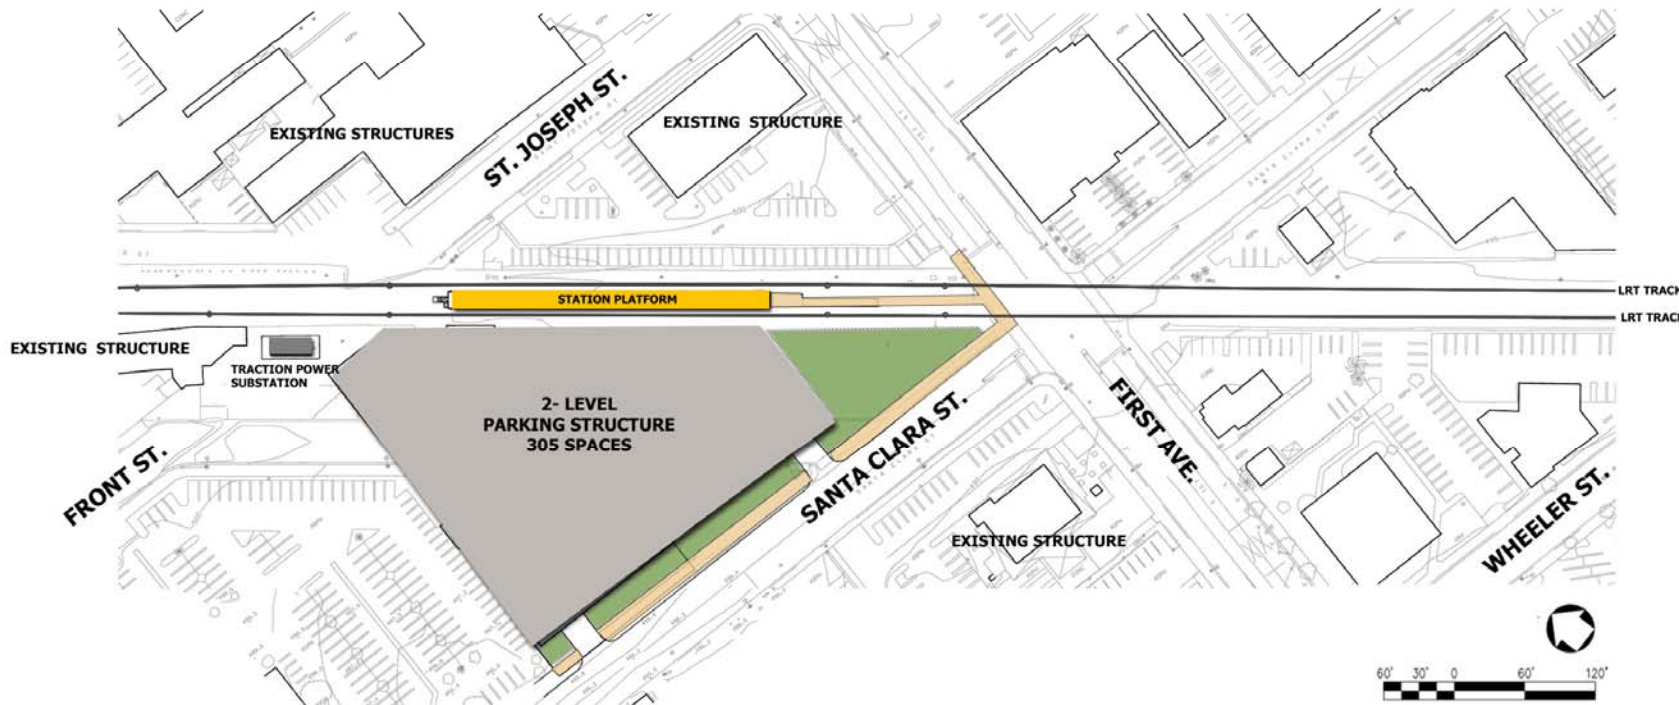 EXISTING STRUCTURES
ST. JOSEPH ST.
EXISTING STRUCTURE
STATION PLATFORM
LRT TRACK
LRT TRACK
EXISTING STRUCTURE
TRACTION POWER
SUBSTATION
2- LEVEL
PARKING STRUCTURE
305 SPACES
FRONT ST.
SANTA CLARA ST.
FIRST AVE.
EXISTING STRUCTURE
WHEELER ST.
60' 30' 0 60' 120'